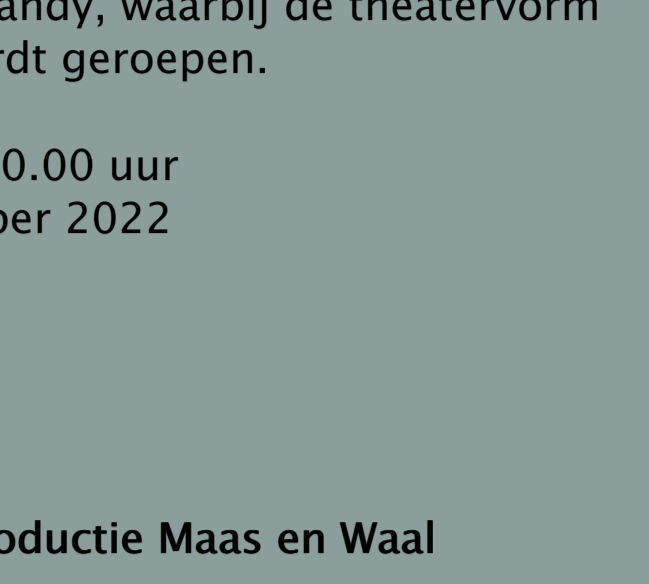 andy, waarbij de theatervorm
rdt geroepen.
0.00 uur
ber 2022
oductie Maas en Waal